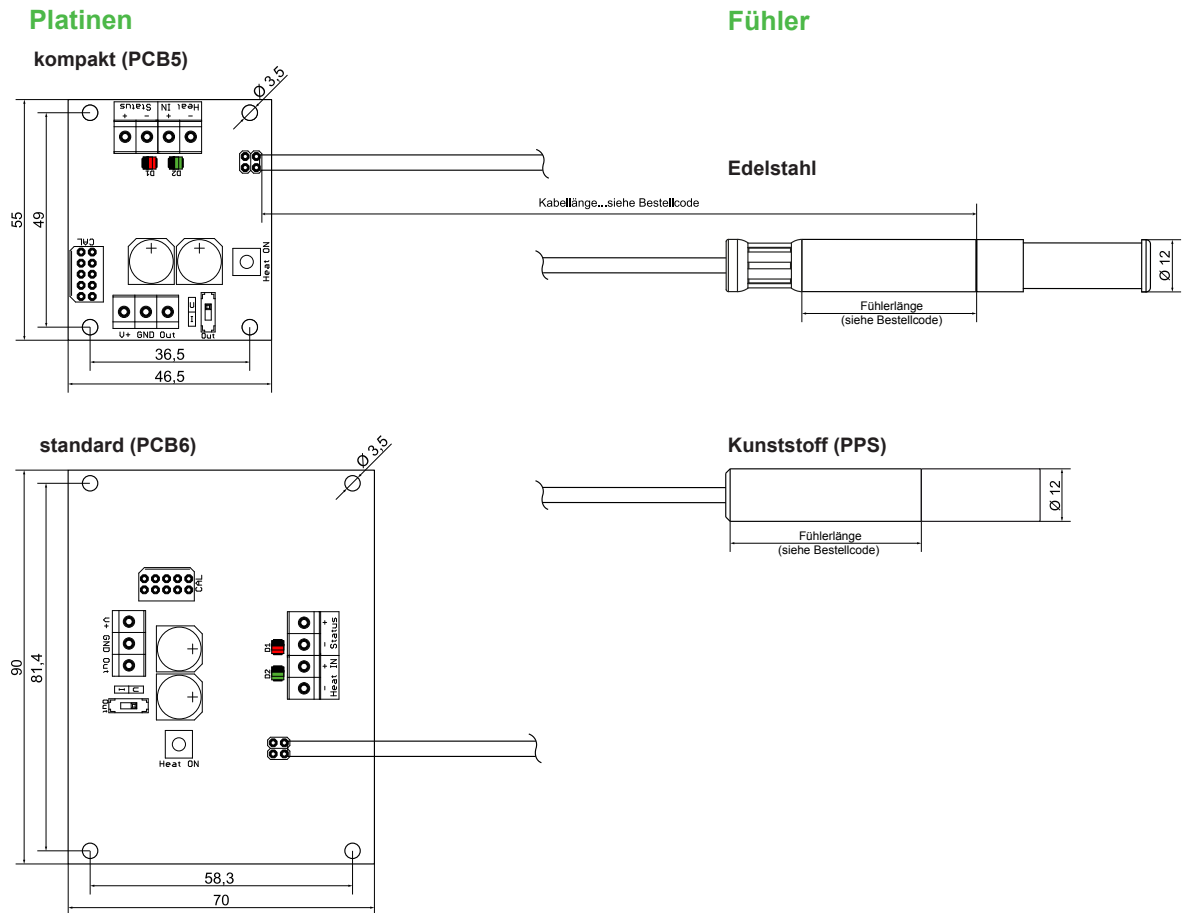 Platinen
Fühler
kompakt (PCB5)
Ø 3,5
Status
Heat IN
+ - + -
D1
D2
55
49
CAL
Heat ON
U
I
Out
V+ GND Out
36,5
46,5
Edelstahl
Kabellänge...siehe Bestellcode
Ø 12
Fühlerlänge
(siehe Bestellcode)
standard (PCB6)
Ø 3,5
CAL
V+ GND Out
I U
Out
D1
D2
+ - Status
+ - Heat IN
Heat ON
90
81,4
58,3
70
Kunststoff (PPS)
Ø 12
Fühlerlänge
(siehe Bestellcode)